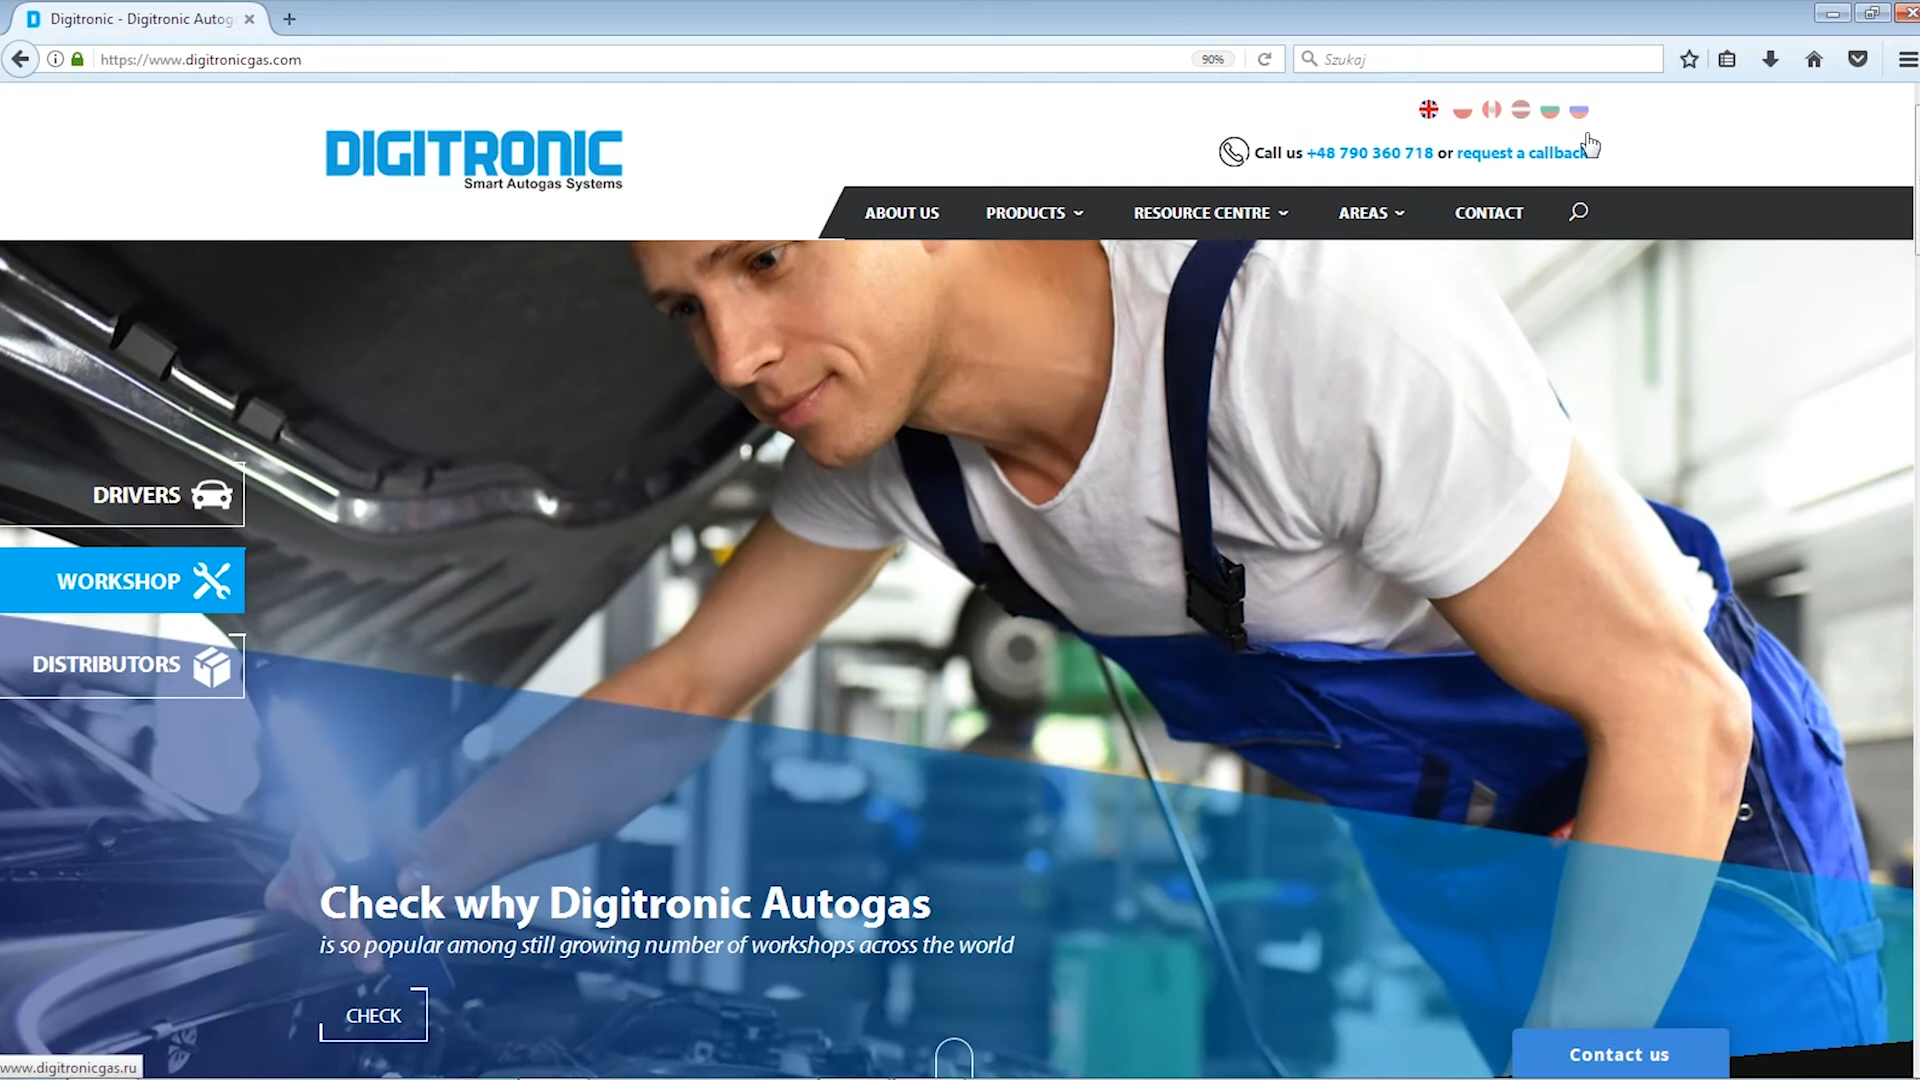 Digitronic - Digitronic Autog
https://www.digitronicgas.com
90%
Szukaj
DIGITRONIC
Smart Autogas Systems
Call us +48 790 360 718 or request a callback
ABOUT US PRODUCTS RESOURCE CENTRE AREAS CONTACT
DRIVERS
WORKSHOP
DISTRIBUTORS
Check why Digitronic Autogas
is so popular among still growing number of workshops across the world
CHECK
Contact us
www.digitronicgas.ru